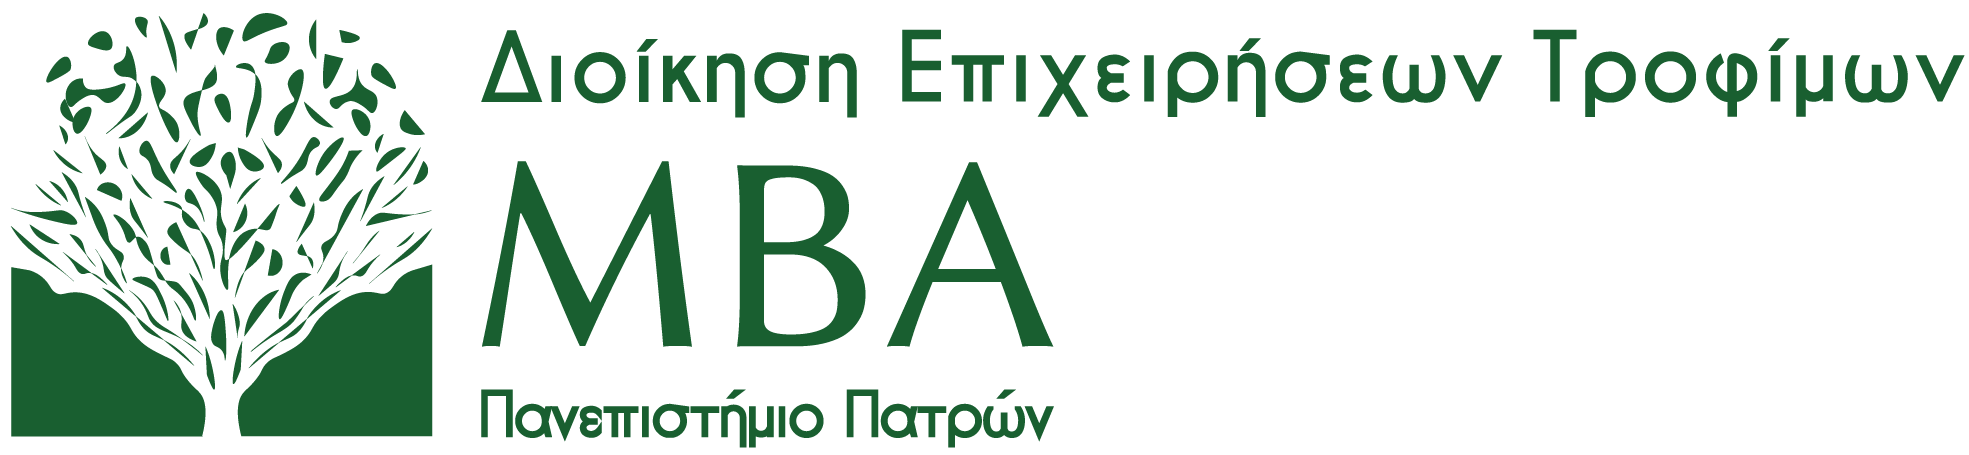 Διοίκηση Επιχειρήσεων Τροφίμων
MBA
Πανεπιστήμιο Πατρών